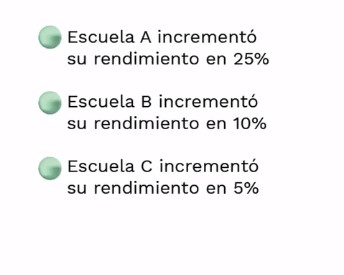 Escuela A incrementó
su rendimiento en 25%
Escuela B incrementó
su rendimiento en 10%
Escuela C incrementó
su rendimiento en 5%